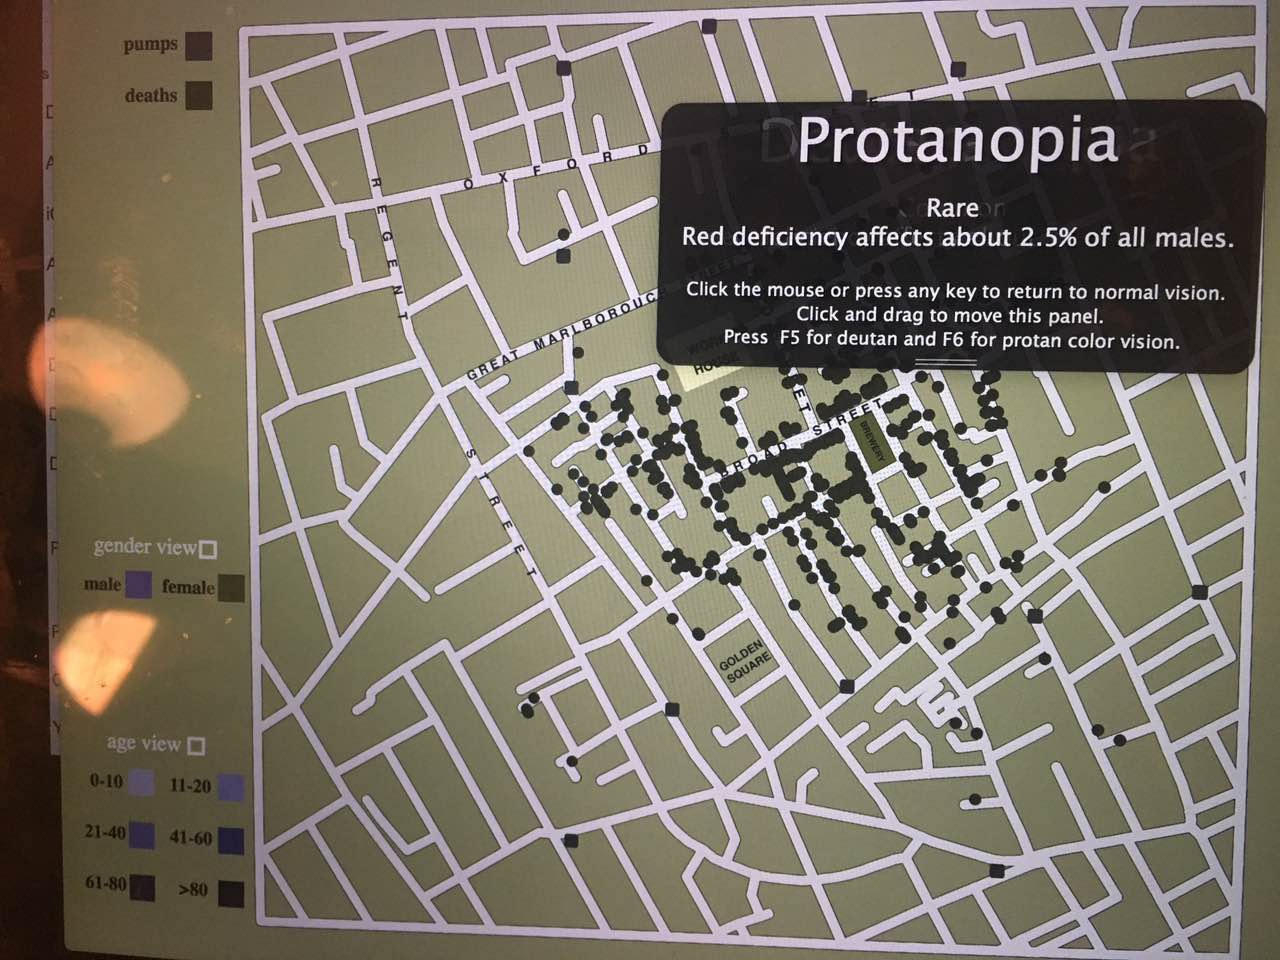 pumps
deaths
OXFORD
REGENT
Protanopia
Rare
Red deficiency affects about 2.5% of all males.
Click the mouse or press any key to return to normal vision.
Click and drag to move this panel.
Press F5 for deutan and F6 for protan color vision.
GREAT MARLBOROUG
HOUSE
BROAD STREET
BREWERY
STREET
gender view
male
female
GOLDEN
SQUARE
age view
0-10
11-20
21-40
41-60
61-80
>80